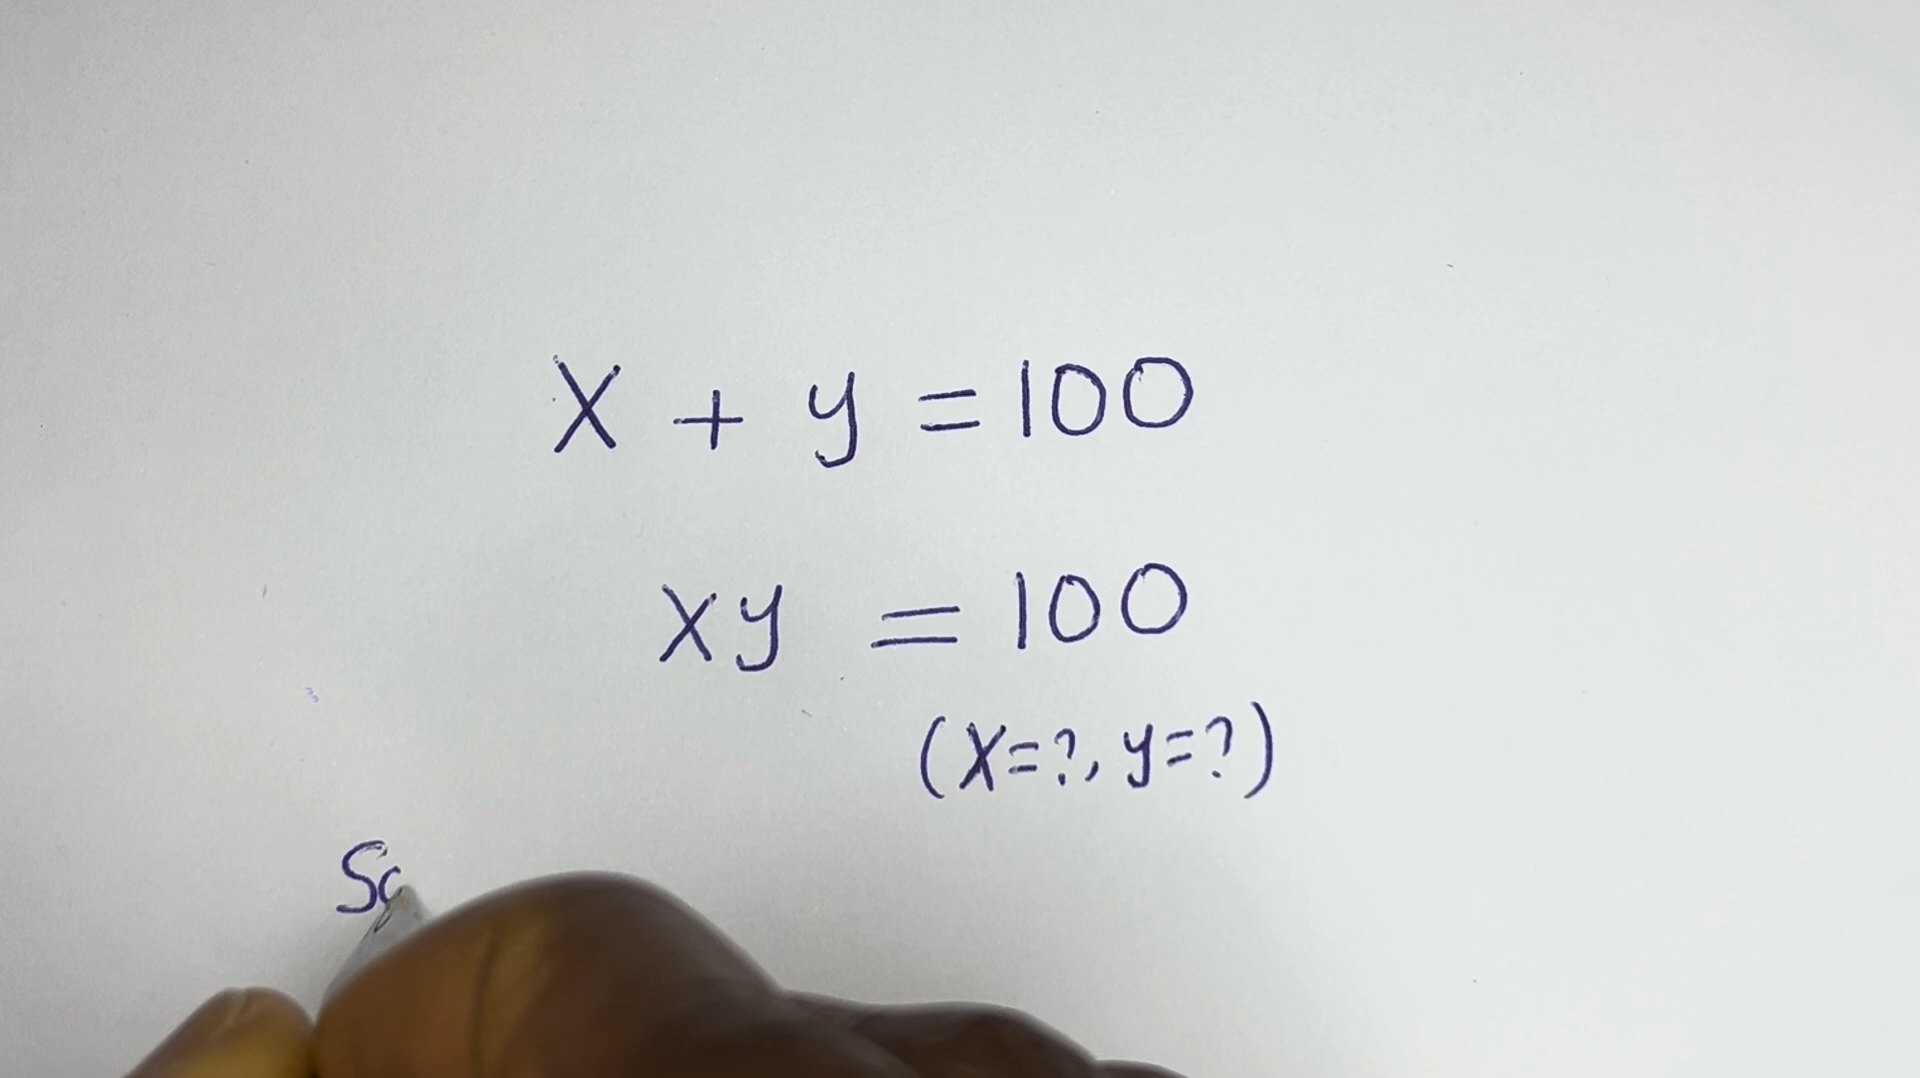 X + y = 100
xy = 100
(X=?, y=?)